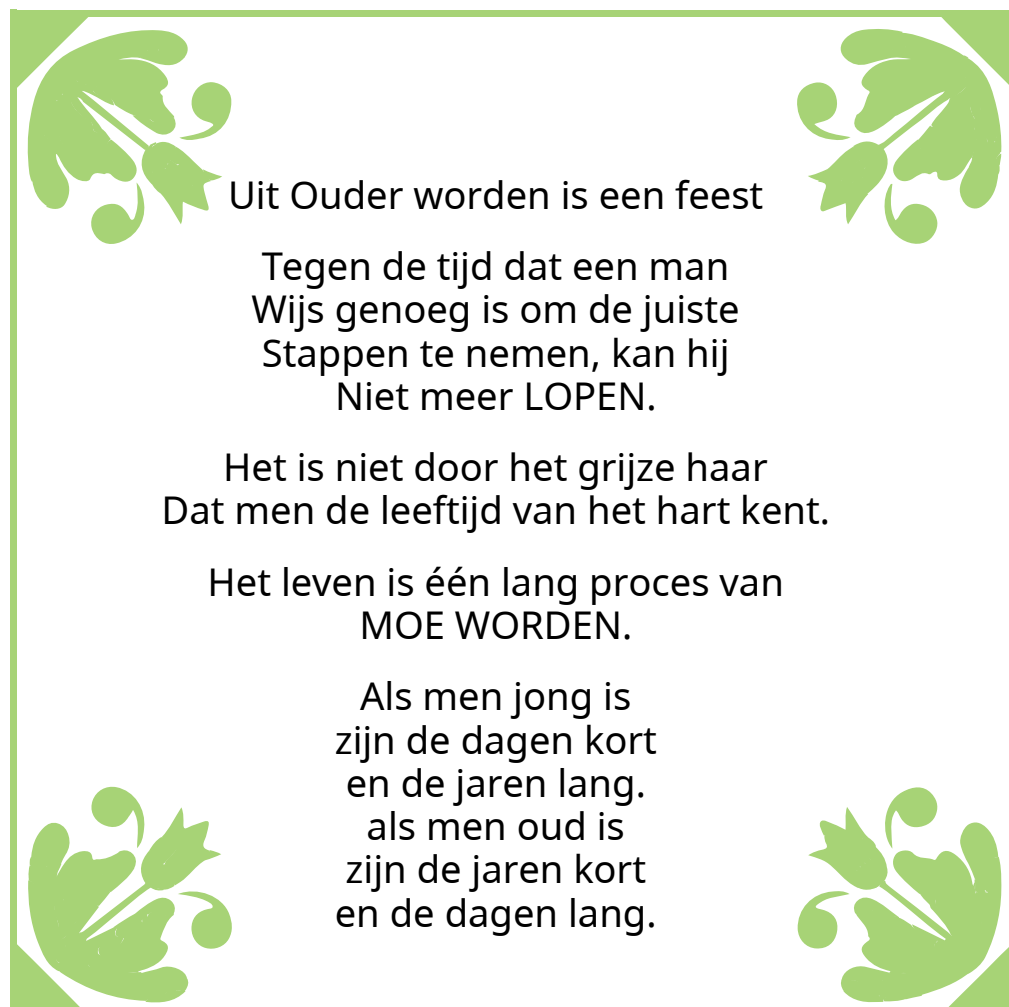 Uit Ouder worden is een feest
Tegen de tijd dat een man
Wijs genoeg is om de juiste
Stappen te nemen, kan hij
Niet meer LOPEN.
Het is niet door het grijze haar
Dat men de leeftijd van het hart kent.
Het leven is één lang proces van
MOE WORDEN.
Als men jong is
zijn de dagen kort
en de jaren lang.
als men oud is
zijn de jaren kort
en de dagen lang.